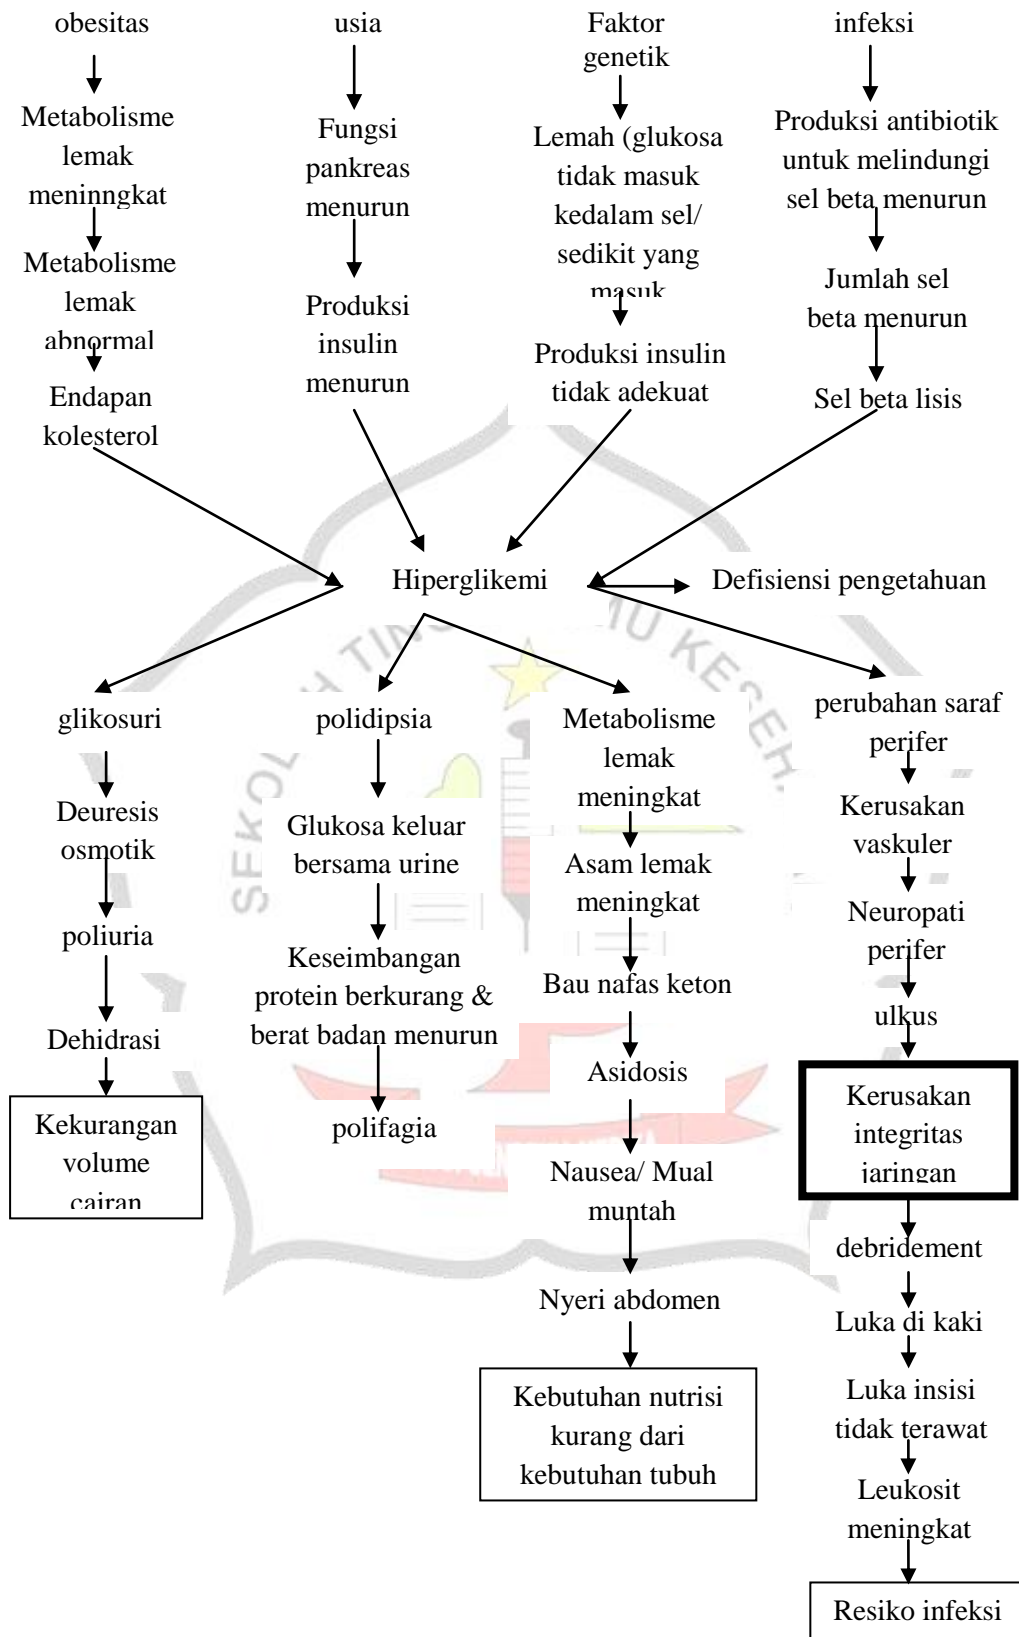 obesitas
usia
Faktor
genetik
infeksi
Metabolisme
lemak
meninngkat
Fungsi
pankreas
menurun
Lemah (glukosa
tidak masuk
kedalam sel/
sedikit yang
masuk
Produksi antibiotik
untuk melindungi
sel beta menurun
Metabolisme
lemak
abnormal
Produksi
insulin
menurun
Produksi insulin
tidak adekuat
Jumlah sel
beta menurun
Endapan
kolesterol
Sel beta lisis
Hiperglikemi
Defisiensi pengetahuan
glikosuri
polidipsia
Metabolisme
lemak
meningkat
perubahan saraf
perifer
Deuresis
osmotik
Glukosa keluar
bersama urine
Asam lemak
meningkat
Kerusakan
vaskuler
poliuria
Keseimbangan
protein berkurang &
berat badan menurun
Bau nafas keton
Neuropati
perifer
Dehidrasi
polifagia
Asidosis
ulkus
Kekurangan
volume
cairan
Nausea/ Mual
muntah
Kerusakan
integritas
jaringan
Nyeri abdomen
debridement
Kebutuhan nutrisi
kurang dari
kebutuhan tubuh
Luka di kaki
Luka insisi
tidak terawat
Leukosit
meningkat
Resiko infeksi